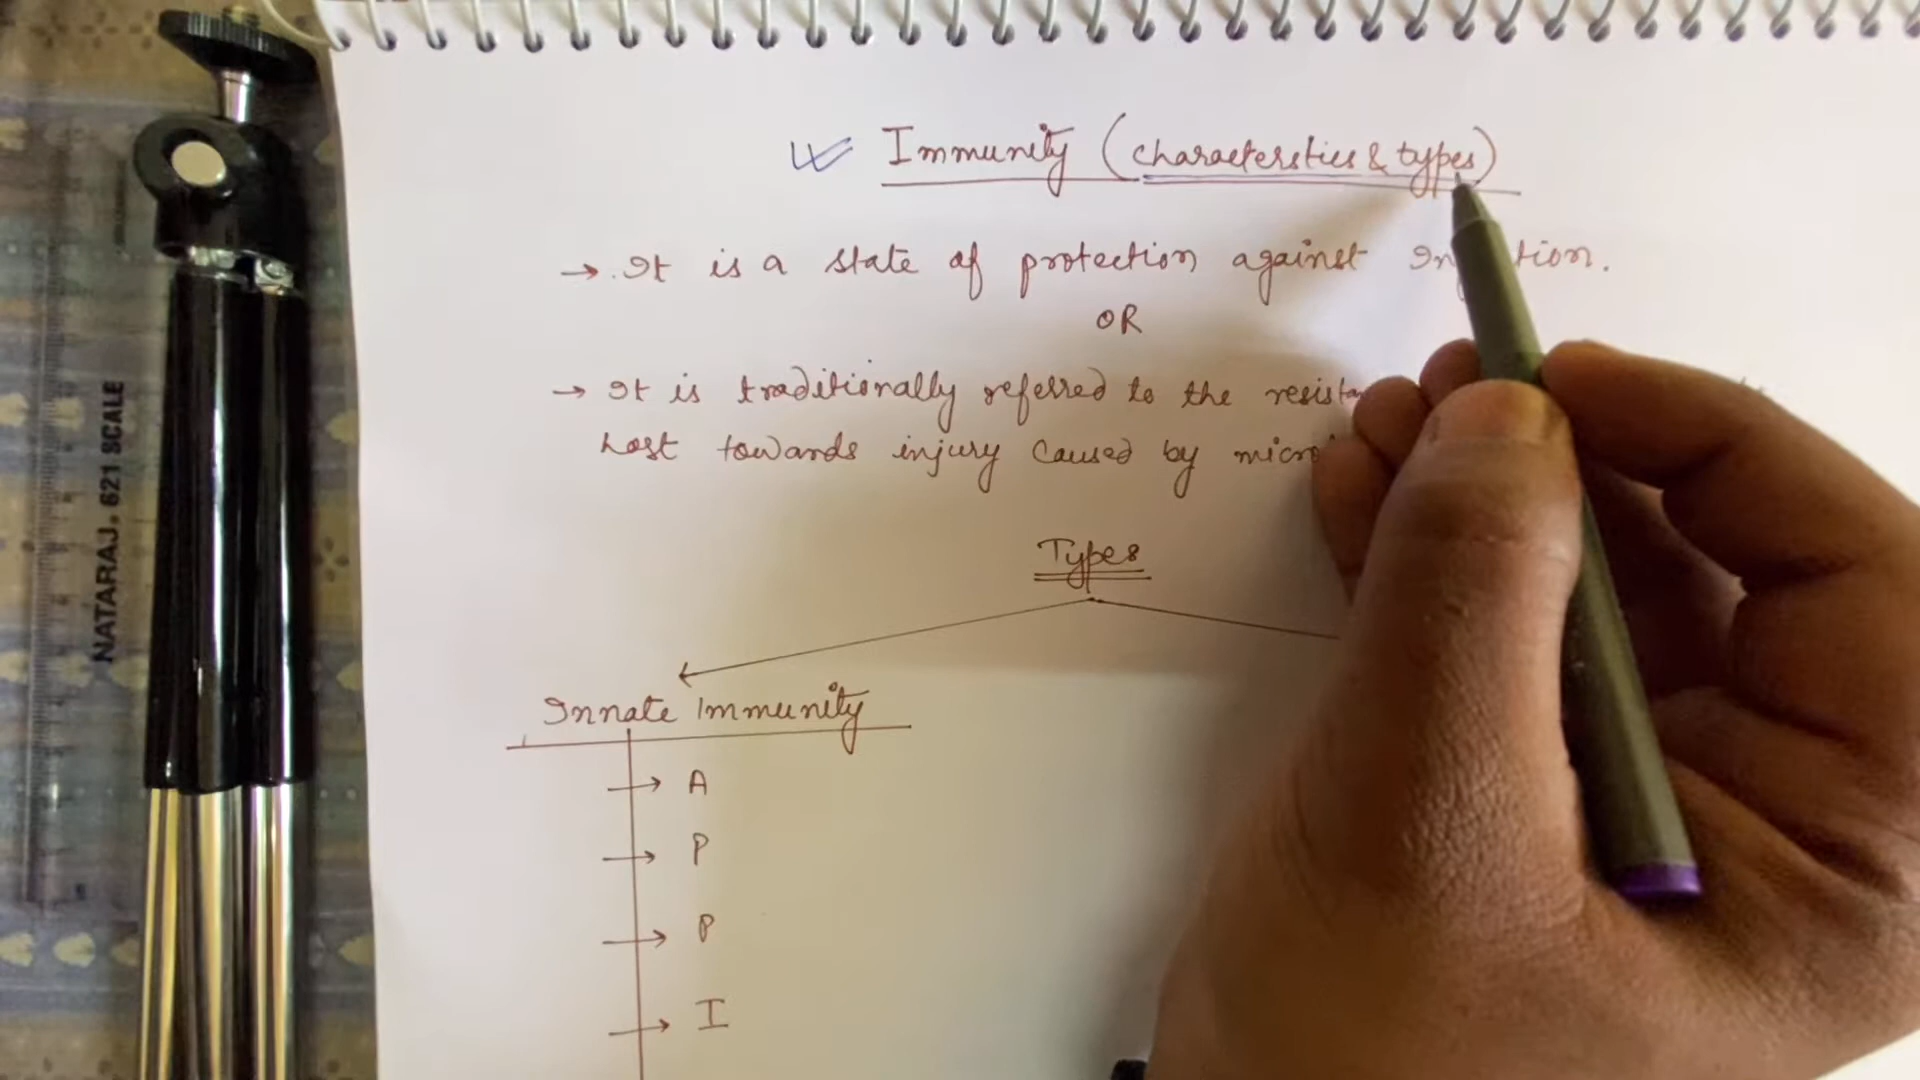 Immunity (characterstics & types)
→ It is a state of protection against
OR
→ It is traditionally referred to the
host towards injury caused by
Types
Innate Immunity
→ A
→ P
→ P
→ I
NATARAJ. 621 SCALE